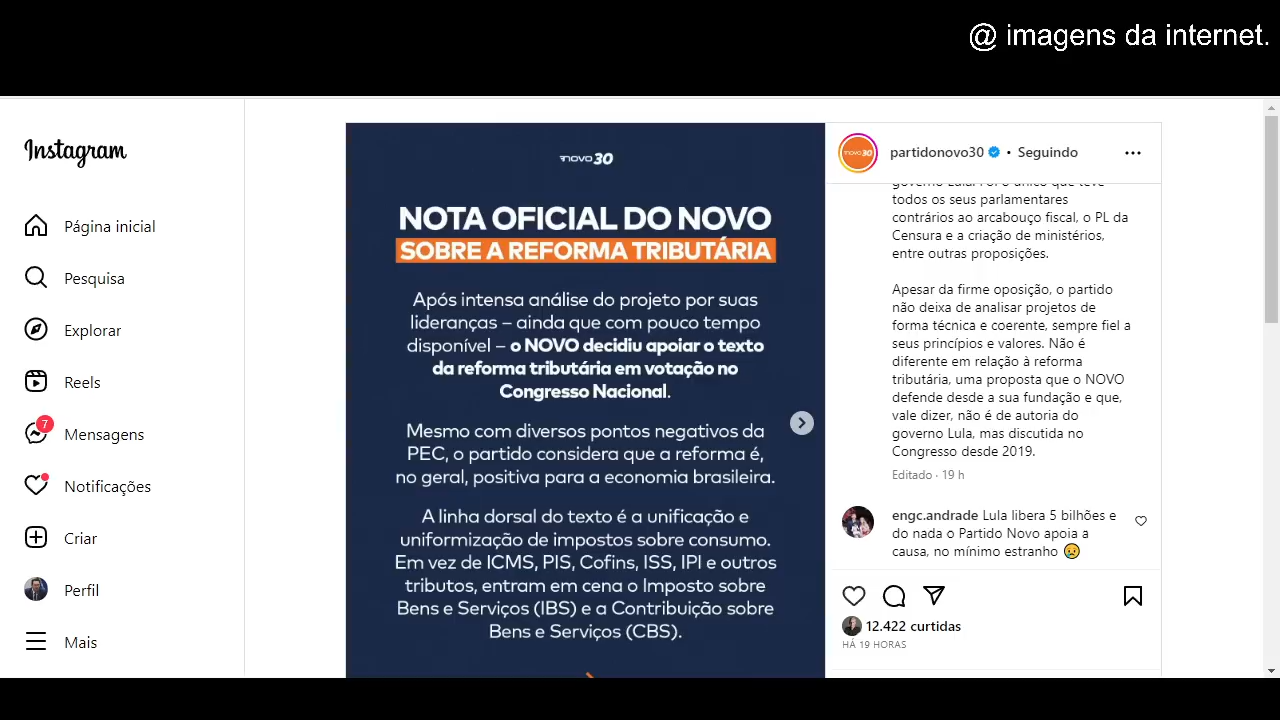 @ imagens da internet.
Instagram
Página inicial
Pesquisa
Explorar
Reels
7
Mensagens
Notificações
Criar
Perfil
Mais
NOVO 30
NOTA OFICIAL DO NOVO
SOBRE A REFORMA TRIBUTÁRIA
Após intensa análise do projeto por suas
lideranças – ainda que com pouco tempo
disponível – o NOVO decidiu apoiar o texto
da reforma tributária em votação no
Congresso Nacional.
Mesmo com diversos pontos negativos da
PEC, o partido considera que a reforma é,
no geral, positiva para a economia brasileira.
A linha dorsal do texto é a unificação e
uniformização de impostos sobre consumo.
Em vez de ICMS, PIS, Cofins, ISS, IPI e outros
tributos, entram em cena o Imposto sobre
Bens e Serviços (IBS) e a Contribuição sobre
Bens e Serviços (CBS).
NOVO 30
partidonovo30 • Seguindo
governo Lula. Foi o único que teve
todos os seus parlamentares
contrários ao arcabouço fiscal, o PL da
Censura e a criação de ministérios,
entre outras proposições.
Apesar da firme oposição, o partido
não deixa de analisar projetos de
forma técnica e coerente, sempre fiel a
seus princípios e valores. Não é
diferente em relação à reforma
tributária, uma proposta que o NOVO
defende desde a sua fundação e que,
vale dizer, não é de autoria do
governo Lula, mas discutida no
Congresso desde 2019.
Editado · 19 h
engc.andrade Lula libera 5 bilhões e
do nada o Partido Novo apoia a
causa, no mínimo estranho 😢
12.422 curtidas
HÁ 19 HORAS